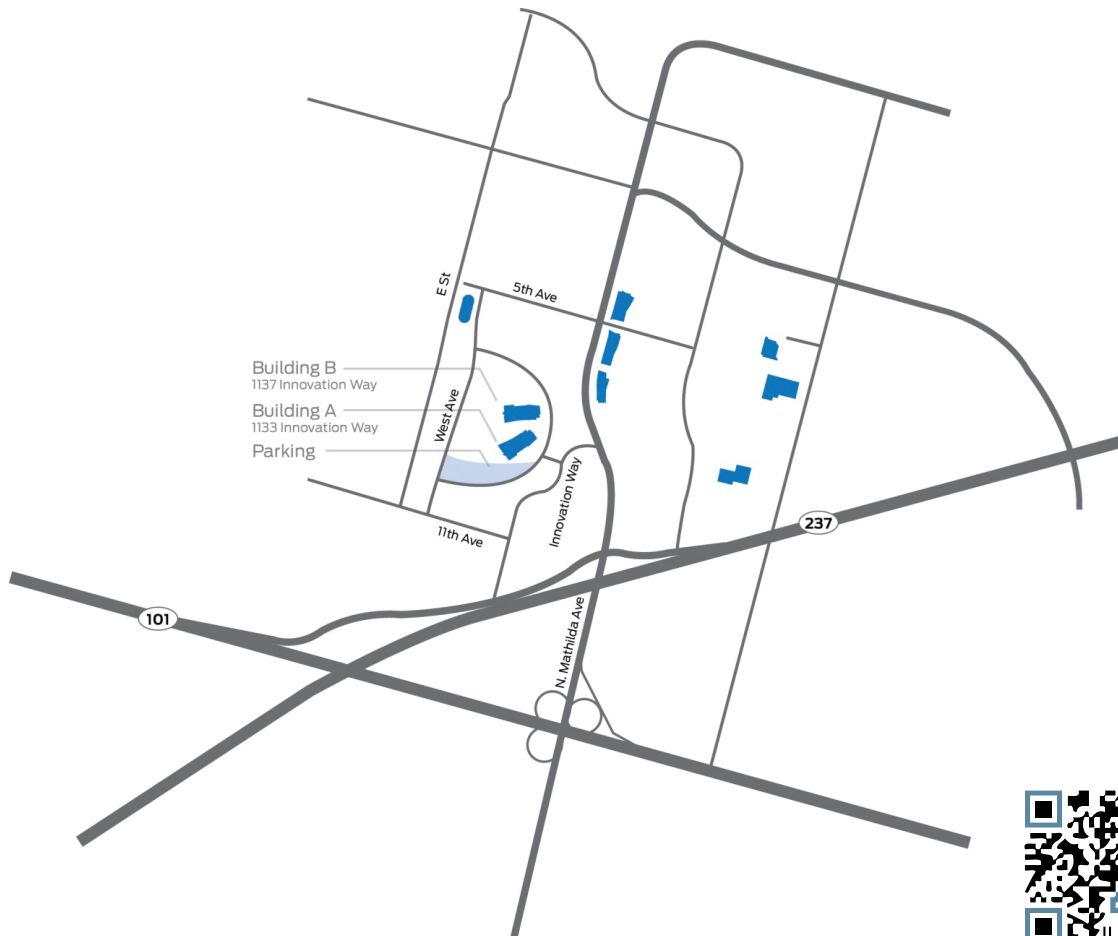 E St
5th Ave
Building B
1137 Innovation Way
Building A
1133 Innovation Way
Parking
West Ave
Innovation Way
11th Ave
237
101
N. Mathilda Ave